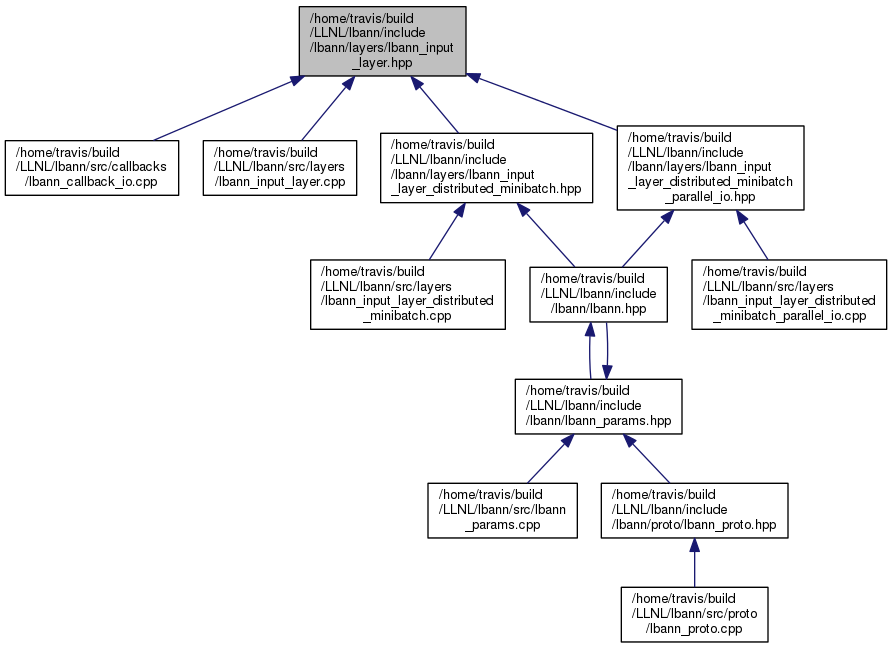 /home/travis/build
/LLNL/lbann/include
/lbann/layers/lbann_input
_layer.hpp
/home/travis/build
/LLNL/lbann/src/callbacks
/lbann_callback_io.cpp
/home/travis/build
/LLNL/lbann/src/layers
/lbann_input_layer.cpp
/home/travis/build
/LLNL/lbann/include
/lbann/layers/lbann_input
_layer_distributed_minibatch.hpp
/home/travis/build
/LLNL/lbann/include
/lbann/layers/lbann_input
_layer_distributed_minibatch
_parallel_io.hpp
/home/travis/build
/LLNL/lbann/src/layers
/lbann_input_layer_distributed
_minibatch.cpp
/home/travis/build
/LLNL/lbann/include
/lbann/lbann.hpp
/home/travis/build
/LLNL/lbann/src/layers
/lbann_input_layer_distributed
_minibatch_parallel_io.cpp
/home/travis/build
/LLNL/lbann/include
/lbann/lbann_params.hpp
/home/travis/build
/LLNL/lbann/src/lbann
_params.cpp
/home/travis/build
/LLNL/lbann/include
/lbann/proto/lbann_proto.hpp
/home/travis/build
/LLNL/lbann/src/proto
/lbann_proto.cpp